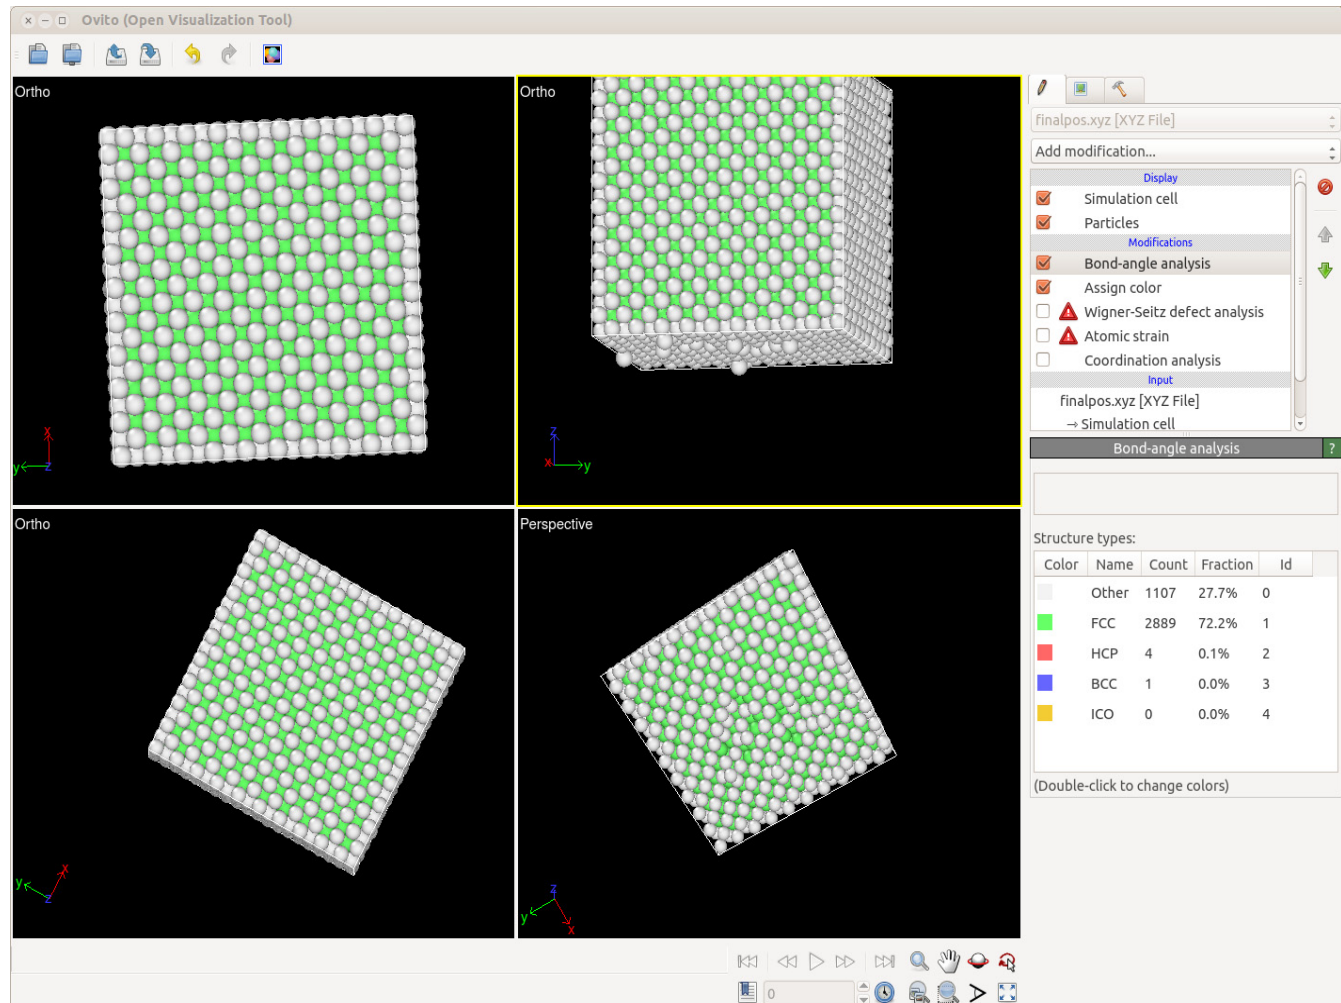 Ovito (Open Visualization Tool)
Ortho
Ortho
x
y
z
z
x
y
Ortho
Perspective
y
x
z
z
y
x
0
finalpos.xyz [XYZ File]
Add modification...
Display
Simulation cell
Particles
Modifications
Bond-angle analysis
Assign color
Wigner-Seitz defect analysis
Atomic strain
Coordination analysis
Input
finalpos.xyz [XYZ File]
→ Simulation cell
Bond-angle analysis ?
Structure types:
Color Name Count Fraction Id
Other 1107 27.7% 0
FCC 2889 72.2% 1
HCP 4 0.1% 2
BCC 1 0.0% 3
ICO 0 0.0% 4
(Double-click to change colors)